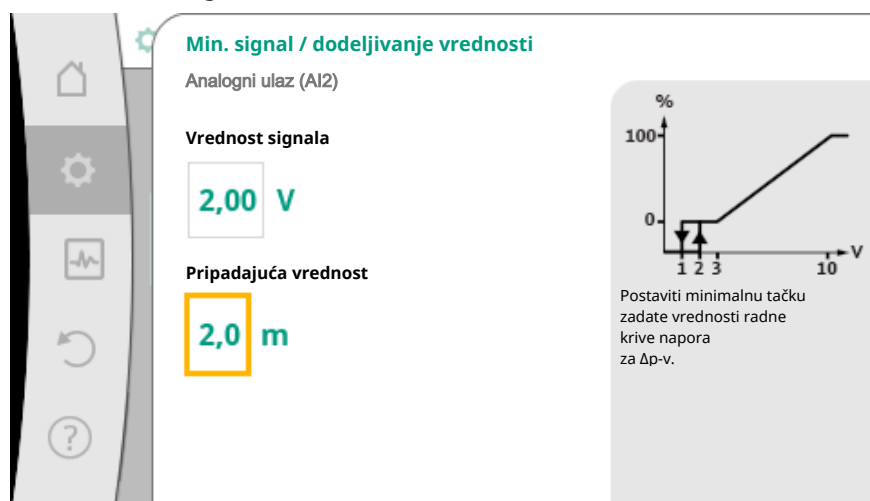 Min. signal / dodeljivanje vrednosti
Analogni ulaz (AI2)
Vrednost signala
2,00 V
Pripadajuća vrednost
2,0 m
%
100
0
1 2 3 10 V
Postaviti minimalnu tačku
zadate vrednosti radne
krive napora
za Δp-v.
?